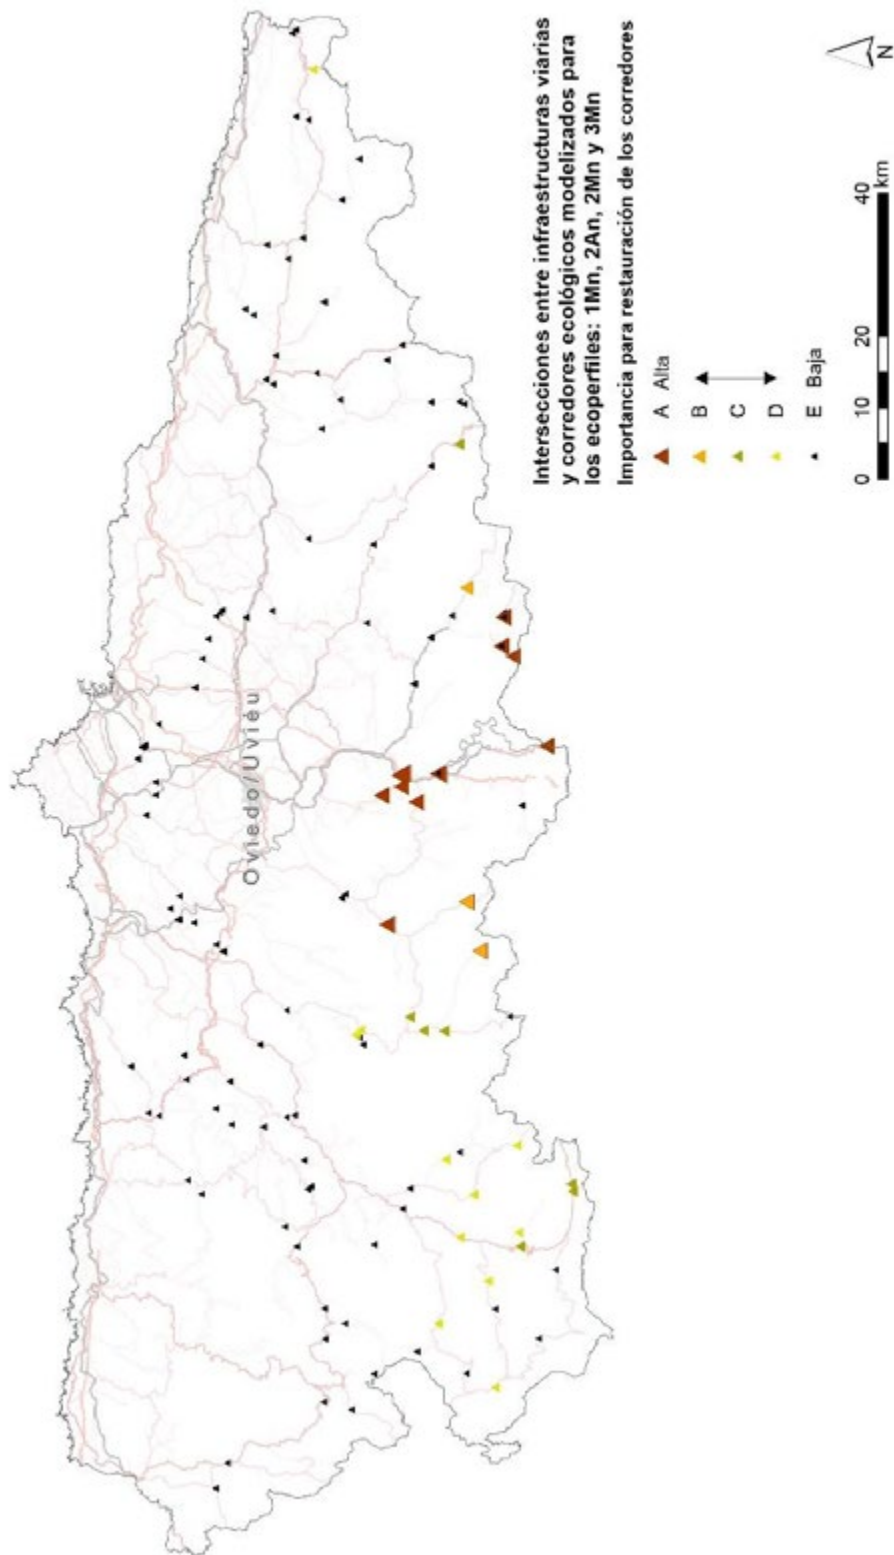 Oviedo/Uvieu
Intersecciones entre infraestructuras viarias
y corredores ecológicos modelizados para
los ecoperfiles: 1Mn, 2An, 2Mn y 3Mn
Importancia para restauración de los corredores
A Alta
B
C
D
E Baja
0 10 20 40
km
N